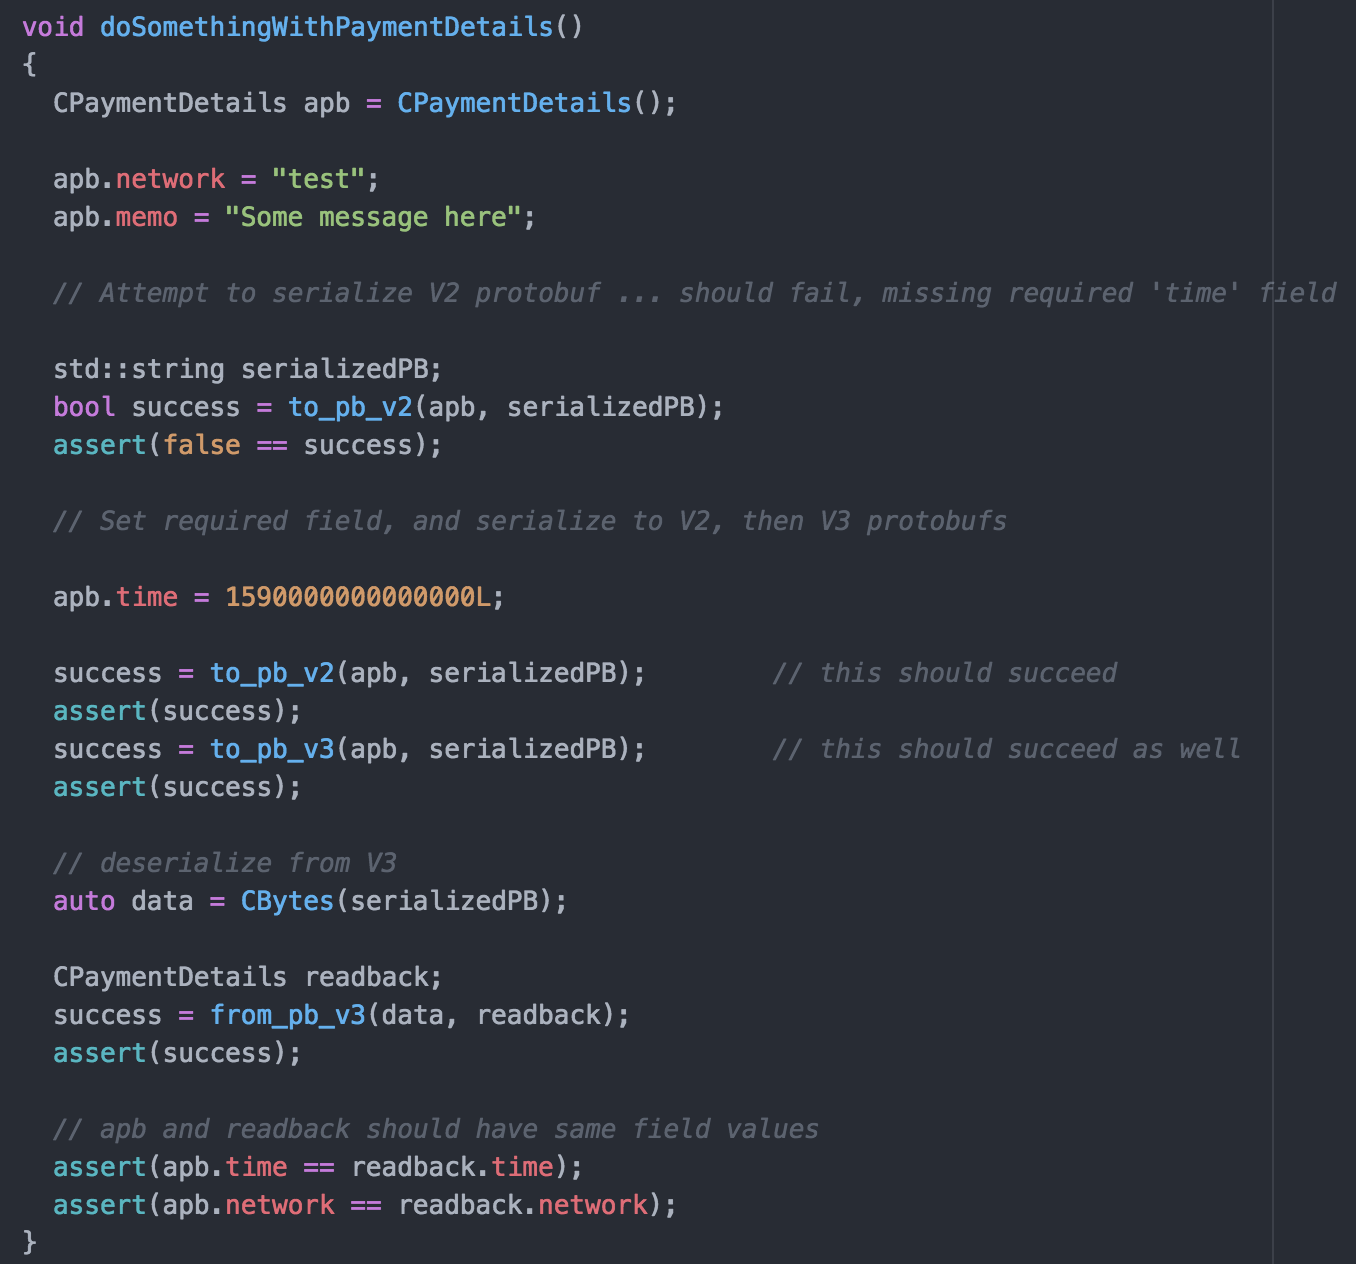 void doSomethingWithPaymentDetails()
{
  CPaymentDetails apb = CPaymentDetails();

  apb.network = "test";
  apb.memo = "Some message here";

  // Attempt to serialize V2 protobuf ... should fail, missing required 'time' field

  std::string serializedPB;
  bool success = to_pb_v2(apb, serializedPB);
  assert(false == success);

  // Set required field, and serialize to V2, then V3 protobufs

  apb.time = 1590000000000000L;

  success = to_pb_v2(apb, serializedPB);        // this should succeed
  assert(success);
  success = to_pb_v3(apb, serializedPB);        // this should succeed as well
  assert(success);

  // deserialize from V3
  auto data = CBytes(serializedPB);

  CPaymentDetails readback;
  success = from_pb_v3(data, readback);
  assert(success);

  // apb and readback should have same field values
  assert(apb.time == readback.time);
  assert(apb.network == readback.network);
}